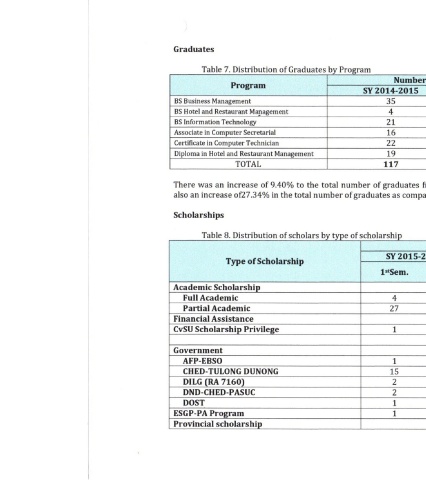 Graduates
Table 7. Distribution of Graduates by Program
Program Number
SY 2014-2015
BS Business Management 35
BS Hotel and Restaurant Management 4
BS Information Technology 21
Associate in Computer Secretarial 16
Certificate in Computer Technician 22
Diploma in Hotel and Restaurant Management 19
TOTAL 117
There was an increase of 9.40% to the total number of graduates f
also an increase of27.34% in the total number of graduates as compa
Scholarships
Table 8. Distribution of scholars by type of scholarship
Type of Scholarship SY 2015-2
1stSem.
Academic Scholarship
Full Academic 4
Partial Academic 27
Financial Assistance
CvSU Scholarship Privilege 1
Government
AFP-EBSO 1
CHED-TULONG DUNONG 15
DILG (RA 7160) 2
DND-CHED-PASUC 2
DOST 1
ESGP-PA Program 1
Provincial scholarship